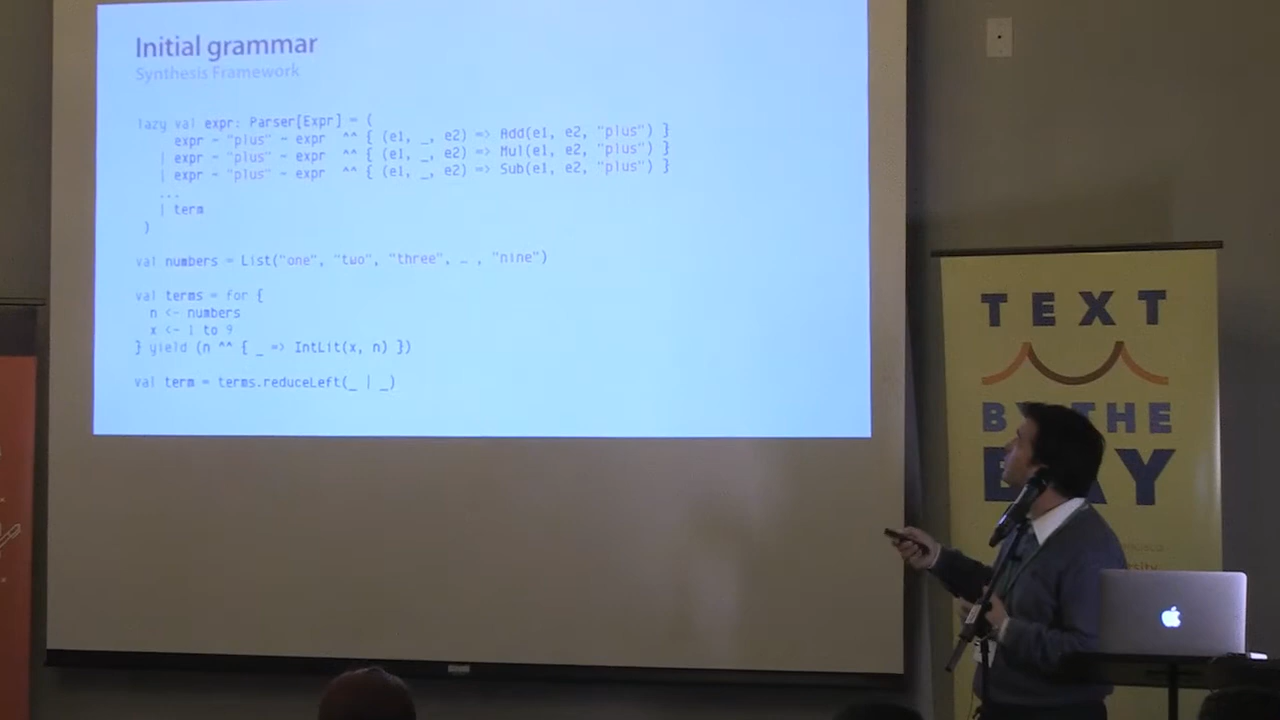 Initial grammar
Synthesis Framework
lazy val expr: Parser[Expr] = (
expr ~ "plus" ~ expr ^^ { (e1, _, e2) => Add(e1, e2, "plus") }
| expr ~ "plus" ~ expr ^^ { (e1, _, e2) => Mul(e1, e2, "plus") }
| expr ~ "plus" ~ expr ^^ { (e1, _, e2) => Sub(e1, e2, "plus") }
...
| term
)
val numbers = List("one", "two", "three", … , "nine")
val terms = for {
n <- numbers
x <- 1 to 9
} yield (n ^^ { _ => IntLit(x, n) })
val term = terms.reduceLeft(_ | _)
TEXT
BY THE
DAY